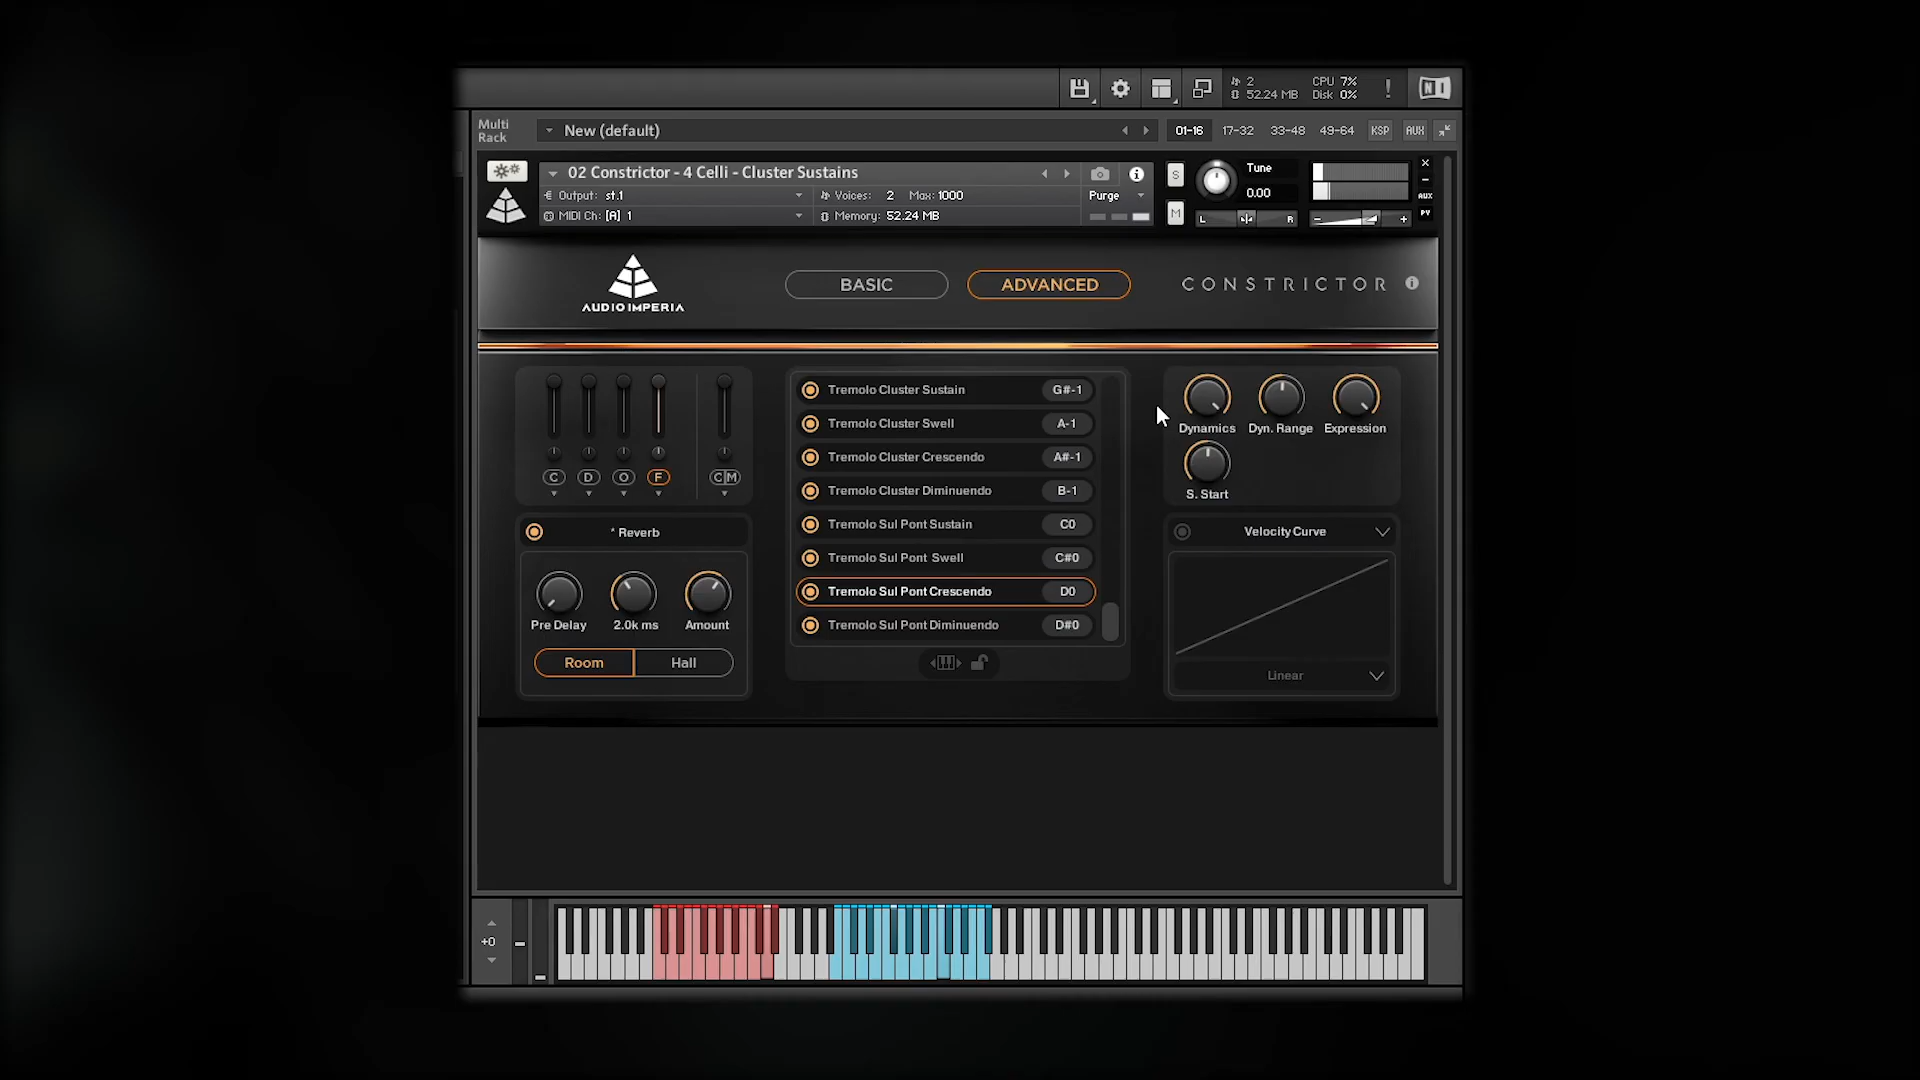 2
52.24 MB
CPU 7%
Disk 0%
!
NI
Multi
Rack
New (default)
01-16
17-32
33-48
49-64
KSP
AUX
02 Constrictor - 4 Celli - Cluster Sustains
Output: st.1
Voices: 2 Max: 1000
Purge
MIDI Ch: [A] 1
Memory: 52.24 MB
S
M
Tune
0.00
L
R
AUX
PV
AUDIO IMPERIA
BASIC
ADVANCED
CONSTRICTOR
C
D
O
F
C|M
* Reverb
Pre Delay
2.0k ms
Amount
Room
Hall
Tremolo Cluster Sustain G#-1
Tremolo Cluster Swell A-1
Tremolo Cluster Crescendo A#-1
Tremolo Cluster Diminuendo B-1
Tremolo Sul Pont Sustain C0
Tremolo Sul Pont Swell C#0
Tremolo Sul Pont Crescendo D0
Tremolo Sul Pont Diminuendo D#0
Dynamics
Dyn. Range
Expression
S. Start
Velocity Curve
Linear
+0